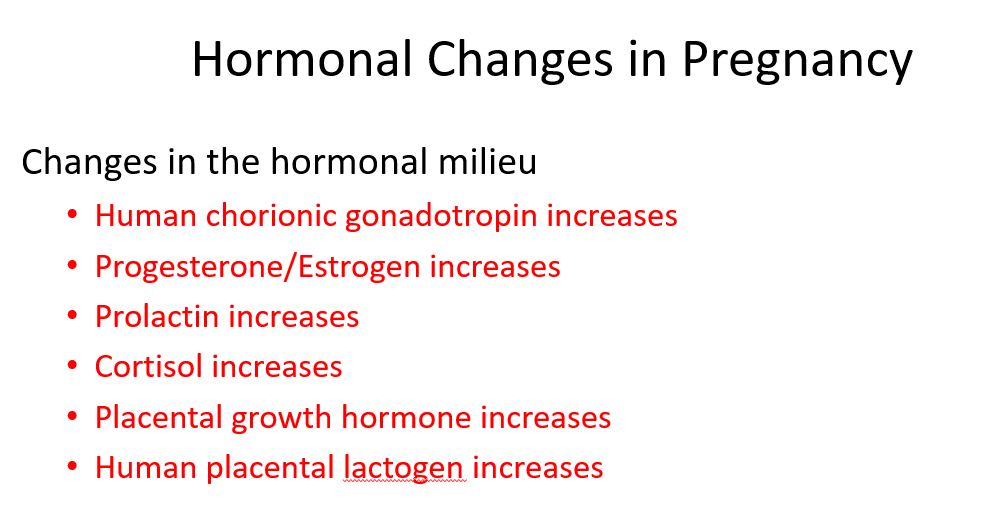 Hormonal Changes in Pregnancy
Changes in the hormonal milieu
• Human chorionic gonadotropin increases
• Progesterone/Estrogen increases
• Prolactin increases
• Cortisol increases
• Placental growth hormone increases
• Human placental lactogen increases